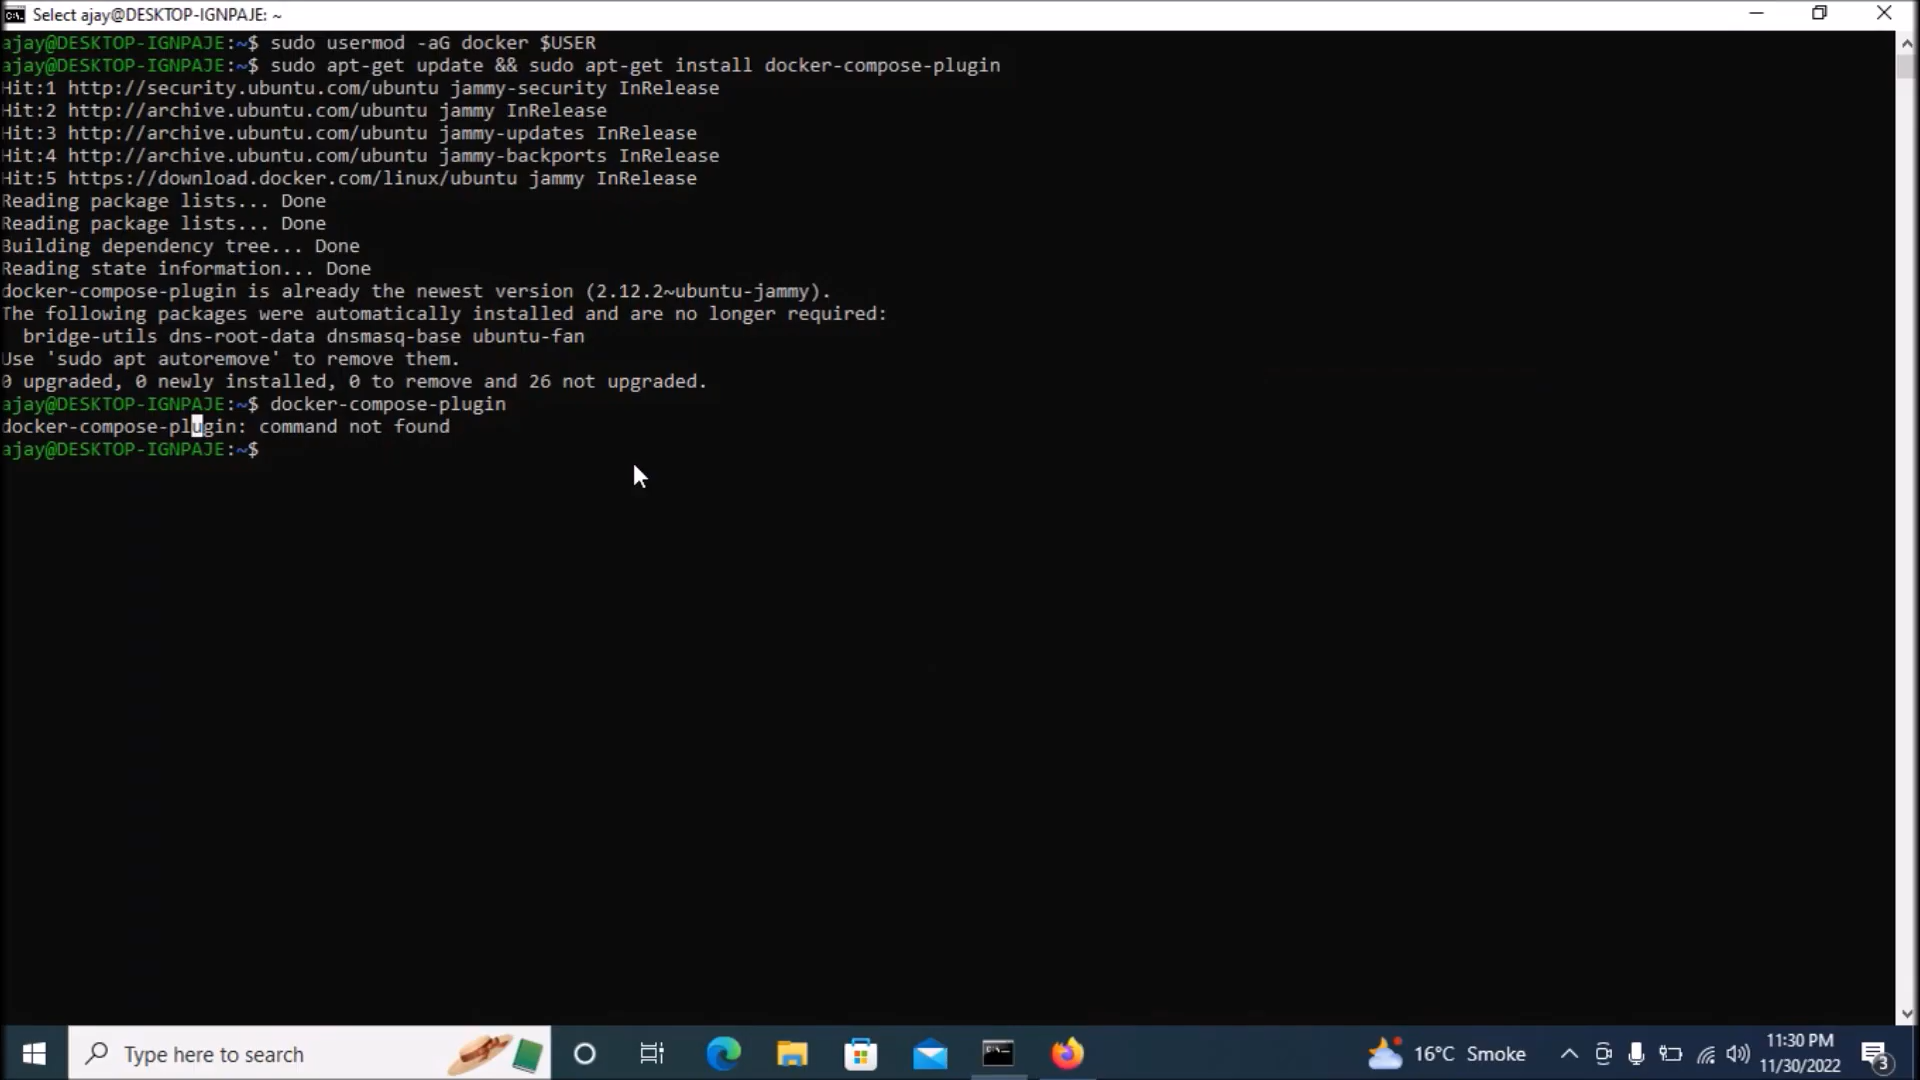 Select ajay@DESKTOP-IGNPAJE: ~
ajay@DESKTOP-IGNPAJE:~$ sudo usermod -aG docker $USER
ajay@DESKTOP-IGNPAJE:~$ sudo apt-get update && sudo apt-get install docker-compose-plugin
Hit:1 http://security.ubuntu.com/ubuntu jammy-security InRelease
Hit:2 http://archive.ubuntu.com/ubuntu jammy InRelease
Hit:3 http://archive.ubuntu.com/ubuntu jammy-updates InRelease
Hit:4 http://archive.ubuntu.com/ubuntu jammy-backports InRelease
Hit:5 https://download.docker.com/linux/ubuntu jammy InRelease
Reading package lists... Done
Reading package lists... Done
Building dependency tree... Done
Reading state information... Done
docker-compose-plugin is already the newest version (2.12.2~ubuntu-jammy).
The following packages were automatically installed and are no longer required:
  bridge-utils dns-root-data dnsmasq-base ubuntu-fan
Use 'sudo apt autoremove' to remove them.
0 upgraded, 0 newly installed, 0 to remove and 26 not upgraded.
ajay@DESKTOP-IGNPAJE:~$ docker-compose-plugin
docker-compose-plugin: command not found
ajay@DESKTOP-IGNPAJE:~$
Type here to search
16°C Smoke
11:30 PM
11/30/2022
3